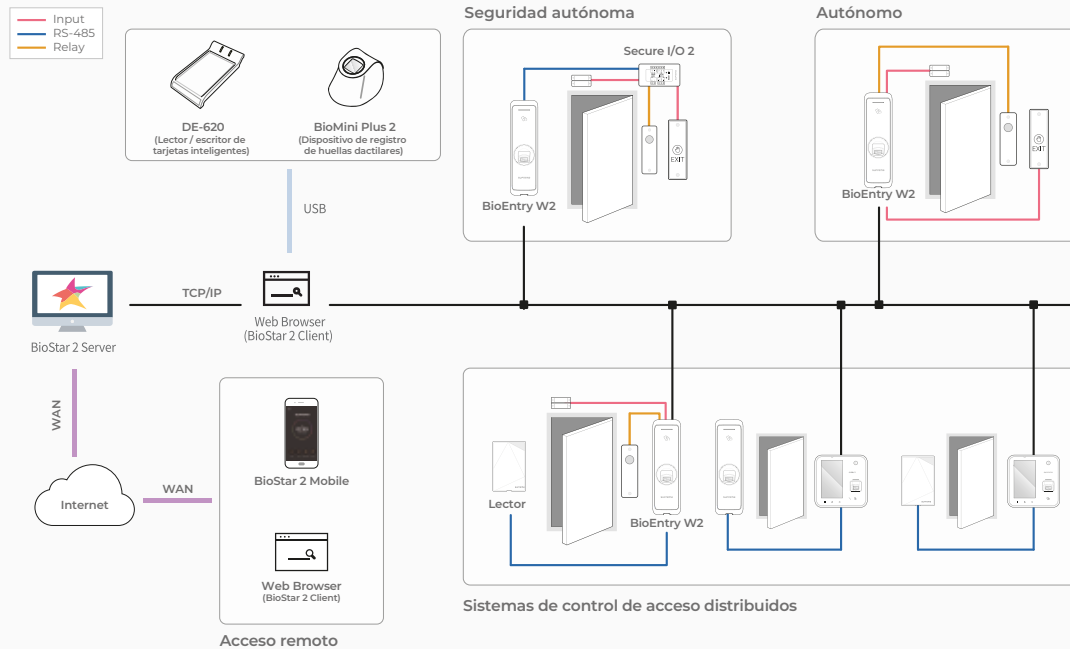 Input
RS-485
Relay
DE-620
(Lector / escritor de
tarjetas inteligentes)
BioMini Plus 2
(Dispositivo de registro
de huellas dactilares)
USB
Seguridad autónoma
Secure I/O 2
EXIT
BioEntry W2
Autónomo
EXIT
BioEntry W2
TCP/IP
BioStar 2 Server
Web Browser
(BioStar 2 Client)
WAN
Internet
WAN
BioStar 2 Mobile
Web Browser
(BioStar 2 Client)
Acceso remoto
Lector
BioEntry W2
Sistemas de control de acceso distribuidos